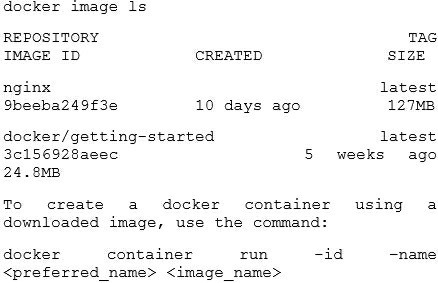 docker image ls
REPOSITORY TAG
IMAGE ID CREATED SIZE
nginx latest
9beeba249f3e 10 days ago 127MB
docker/getting-started latest
3c156928aeec 5 weeks ago
24.8MB
To create a docker container using a
downloaded image, use the command:
docker container run –id –name
<preferred_name> <image_name>